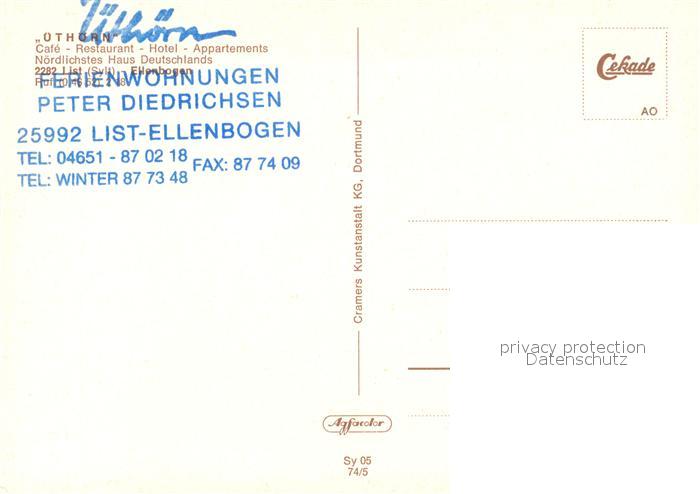 Üthörn
„ÜTHÖRN“
Café - Restaurant - Hotel - Appartements
Nördlichstes Haus Deutschlands
2282 List (Sylt) - Ellenbogen
FERIENWOHNUNGEN
PETER DIEDRICHSEN
25992 LIST-ELLENBOGEN
TEL: 04651 - 87 02 18
FAX: 87 74 09
TEL: WINTER 87 73 48
Cramers Kunstanstalt KG, Dortmund
Cekade
AO
privacy protection
Datenschutz
Agfacolor
Sy 05
74/5